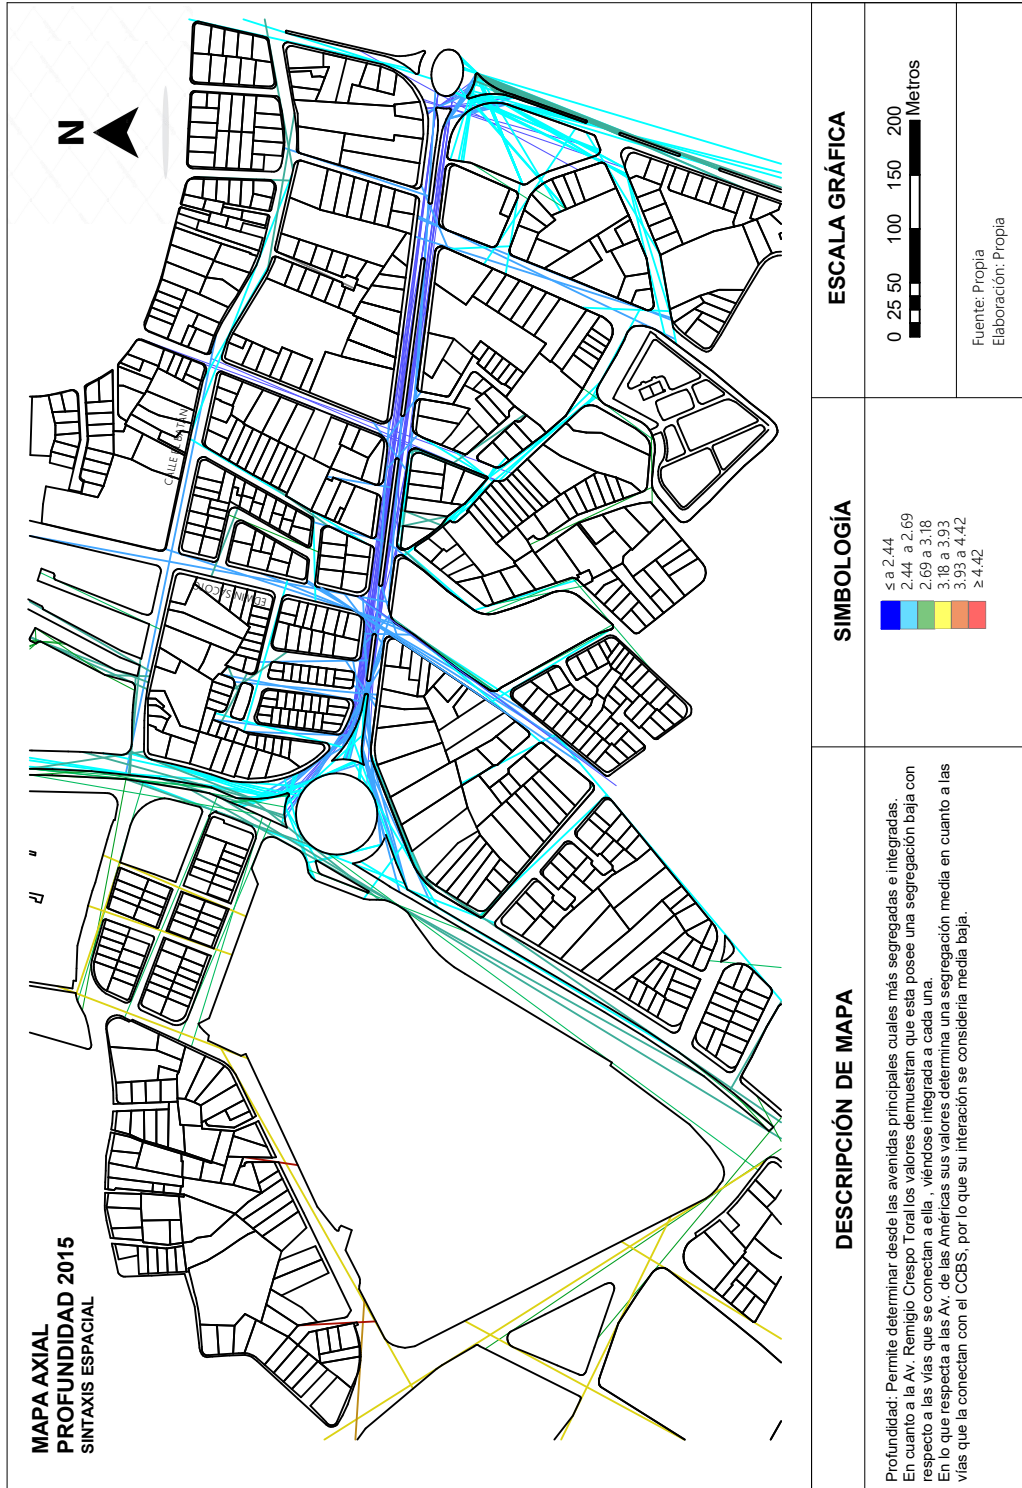 MAPA AXIAL
PROFUNDIDAD 2015
SINTAXIS ESPACIAL
N
CALLE EL BATAN
EDWIN SACOTO
DESCRIPCIÓN DE MAPA
Profundidad: Permite determinar desde las avenidas principales cuales más segregadas e integradas.
En cuanto a la Av. Remigio Crespo Toral los valores demuestran que esta posee una segregación baja con
respecto a las vías que se conectan a ella , viéndose integrada a cada una.
En lo que respecta a las Av. de las Américas sus valores determina una segregación media en cuanto a las
vías que la conectan con el CCBS, por lo que su interación se considería media baja.
SIMBOLOGÍA
≤ a 2.44
2.44 a 2.69
2.69 a 3.18
3.18 a 3.93
3.93 a 4.42
≥ 4.42
ESCALA GRÁFICA
0 25 50 100 150 200
Metros
Fuente: Propia
Elaboración: Propia